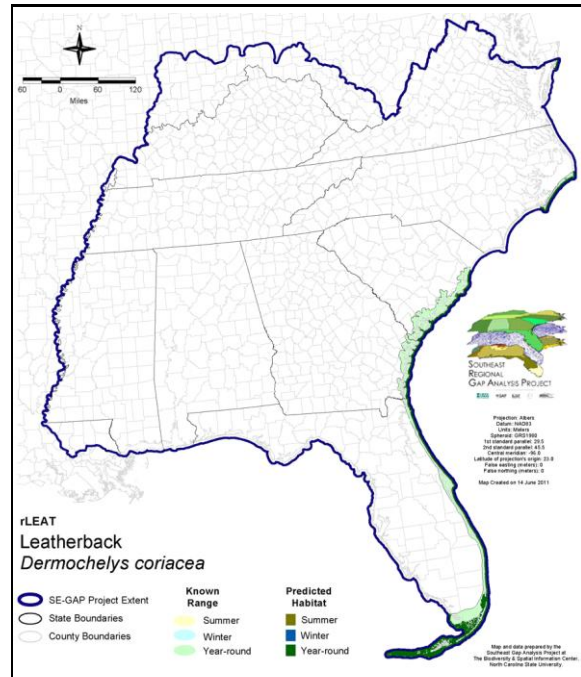 N
60 0 60 120
Miles
SOUTHEAST
REGIONAL
GAP ANALYSIS PROJECT
Projection: Albers
Datum: NAD83
Units: Meters
Spheroid: GRS1980
1st standard parallel: 29.5
2nd standard parallel: 45.5
Central meridian: -96.0
Latitude of projection's origin: 23.0
False easting (meters): 0
False northing (meters): 0
Map Created on 14 June 2011
rLEAT
Leatherback
Dermochelys coriacea
SE-GAP Project Extent
State Boundaries
County Boundaries
Known
Range
Summer
Winter
Year-round
Predicted
Habitat
Summer
Winter
Year-round
Map and data prepared by the
Southeast Gap Analysis Project at
The Biodiversity & Spatial Information Center,
North Carolina State University.